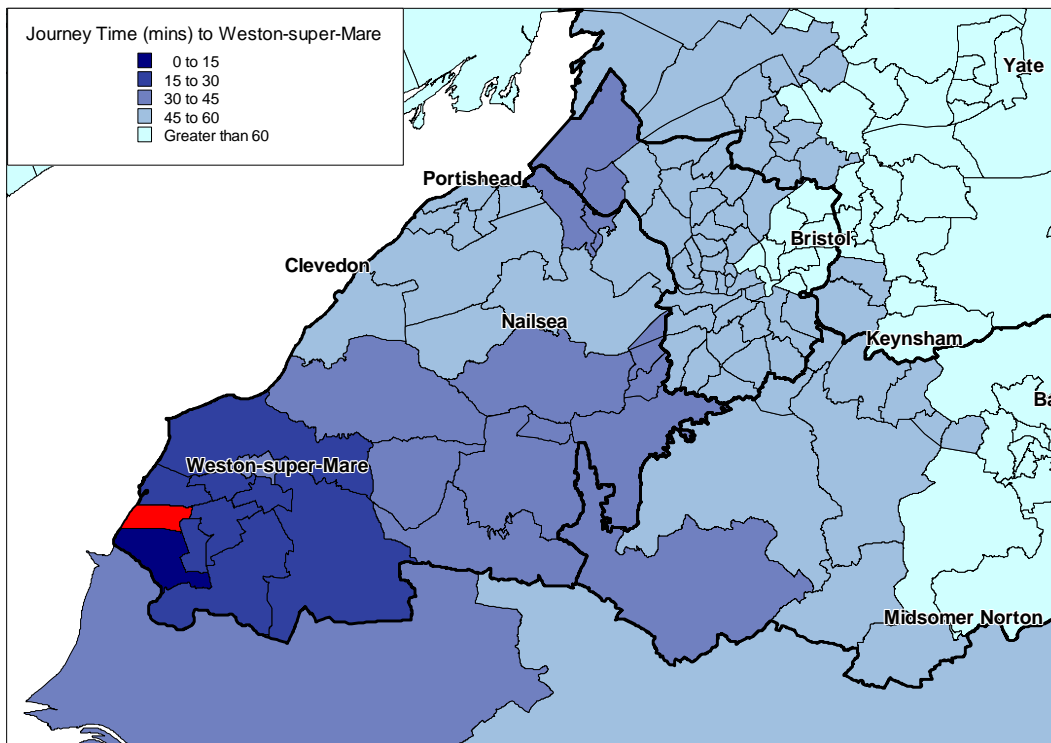 Journey Time (mins) to Weston-super-Mare
0 to 15
15 to 30
30 to 45
45 to 60
Greater than 60
Yate
Portishead
Bristol
Clevedon
Nailsea
Keynsham
Ba
Weston-super-Mare
Midsomer Norton